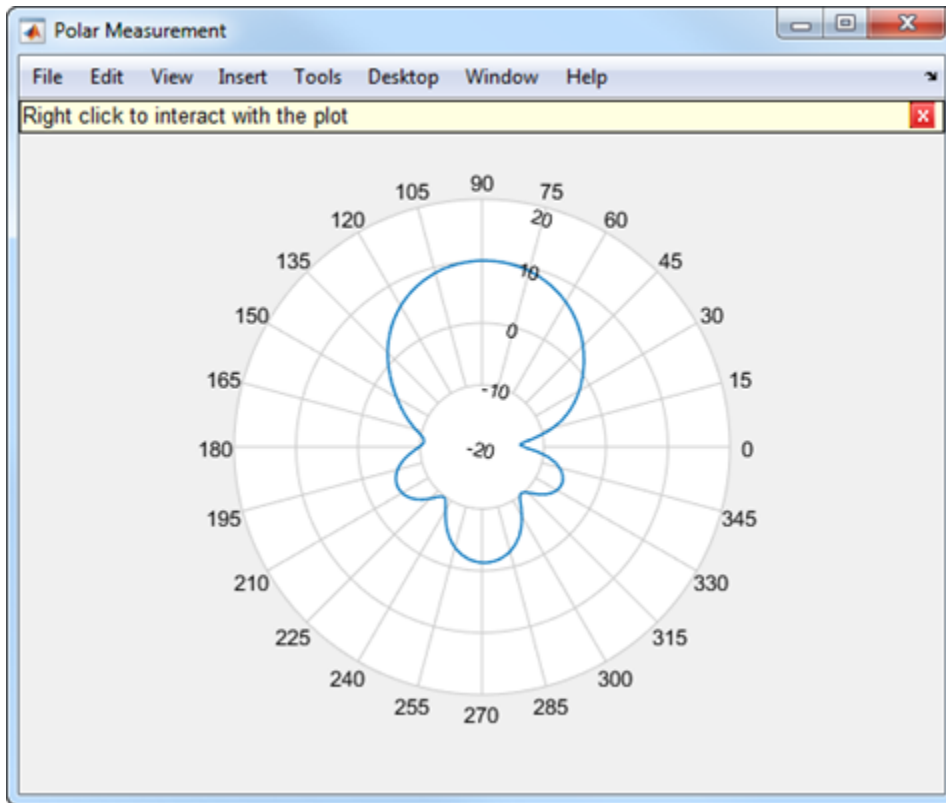 Polar Measurement
File Edit View Insert Tools Desktop Window Help
Right click to interact with the plot
90
105 75
120 20 60
135 10 45
150 0 30
165 -10 15
180 -20 0
195 345
210 330
225 315
240 300
255 270 285